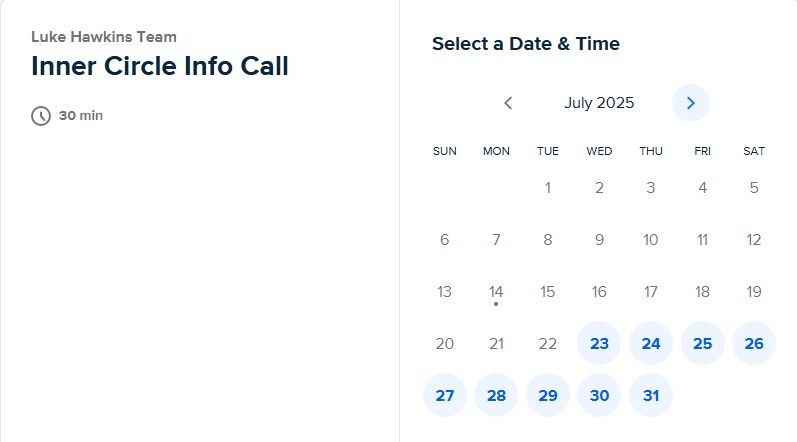 Luke Hawkins Team
Inner Circle Info Call
30 min
Select a Date & Time
July 2025
SUN MON TUE WED THU FRI SAT
1 2 3 4 5
6 7 8 9 10 11 12
13 14 15 16 17 18 19
20 21 22 23 24 25 26
27 28 29 30 31